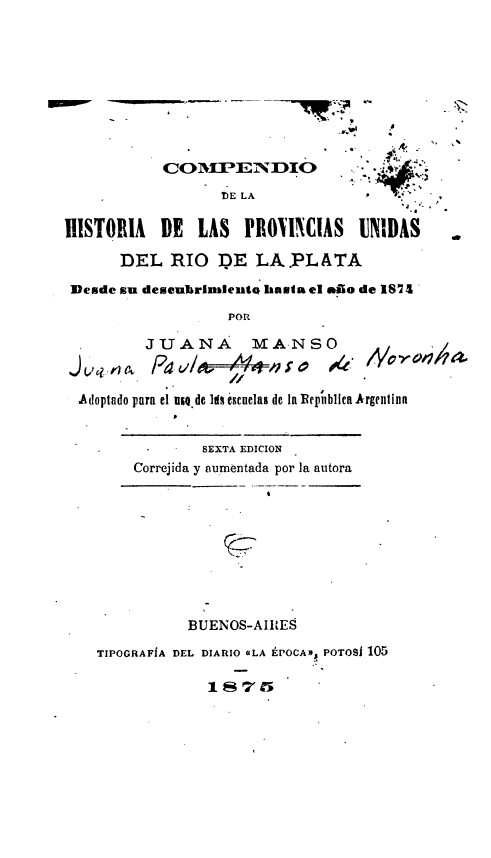 COMPENDIO
DE LA
HISTORIA DE LAS PROVINCIAS UNIDAS
DEL RIO DE LA PLATA
Desde su descubrimiento hasta el año de 1874
POR
JUANA MANSO
Juana Paula Manso de Noronha
Adoptado para el uso de las escuelas de la República Argentina
SEXTA EDICION
Correjida y aumentada por la autora
BUENOS-AIRES
TIPOGRAFÍA DEL DIARIO «LA ÉPOCA», POTOSÍ 105
1875